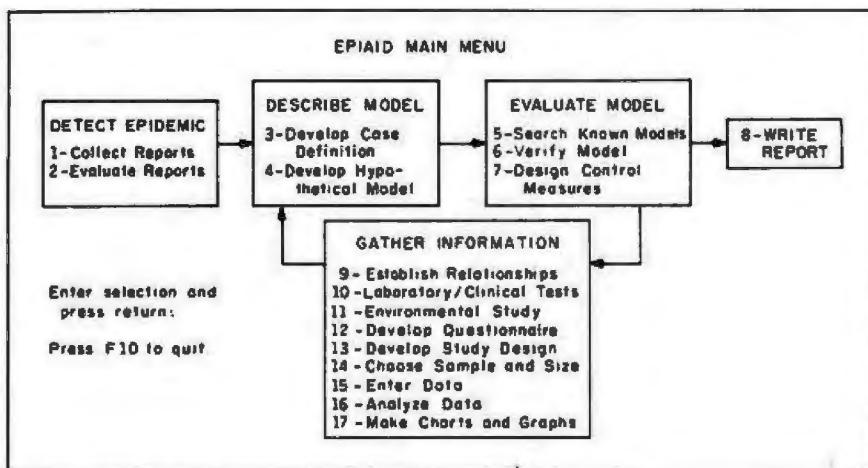 EPIAID MAIN MENU
DETECT EPIDEMIC
1-Collect Reports
2-Evaluate Reports
DESCRIBE MODEL
3-Develop Case
Definition
4-Develop Hypo-
thetical Model
EVALUATE MODEL
5-Search Known Models
6-Verify Model
7-Design Control
Measures
8-WRITE
REPORT
GATHER INFORMATION
9-Establish Relationships
10-Laboratory/Clinical Tests
11-Environmental Study
12-Develop Questionnaire
13-Develop Study Design
14-Choose Sample and Size
15-Enter Data
16-Analyze Data
17-Make Charts and Graphs
Enter selection and
press return:
Press F10 to quit